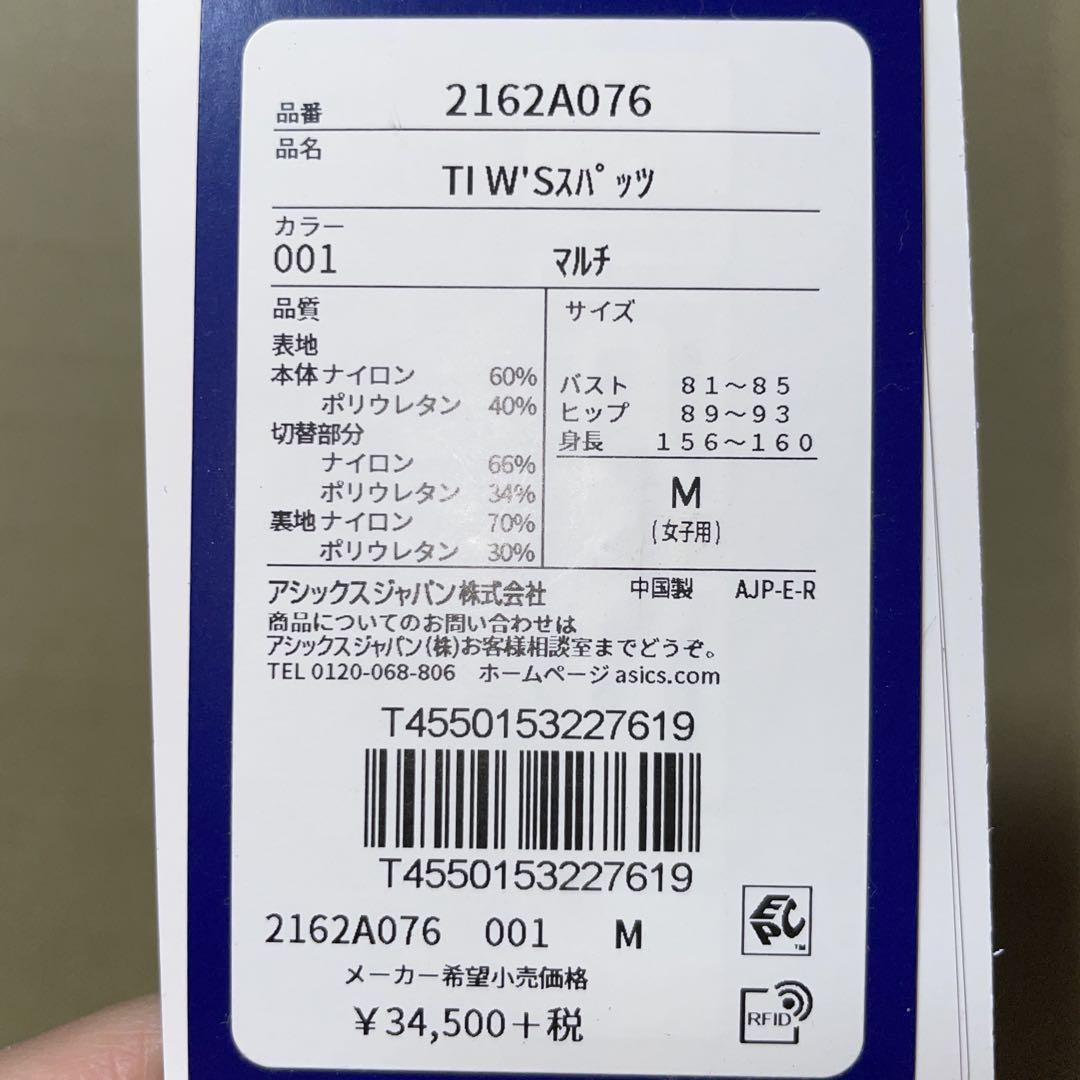 品番 2162A076
品名
TI W'Sｽﾊﾟｯﾂ
カラー
001 ﾏﾙﾁ
品質
表地
本体 ナイロン 60%
ポリウレタン 40%
切替部分
ナイロン 66%
ポリウレタン 34%
裏地 ナイロン 70%
ポリウレタン 30%
サイズ
バスト ８１～８５
ヒップ ８９～９３
身長 １５６～１６０
M
(女子用)
アシックスジャパン株式会社 中国製 AJP-E-R
商品についてのお問い合わせは
アシックスジャパン(株)お客様相談室までどうぞ。
TEL 0120-068-806 ホームページ asics.com
T4550153227619
T4550153227619
2162A076 001 M
EPC TM
メーカー希望小売価格
￥34,500＋税
RFID